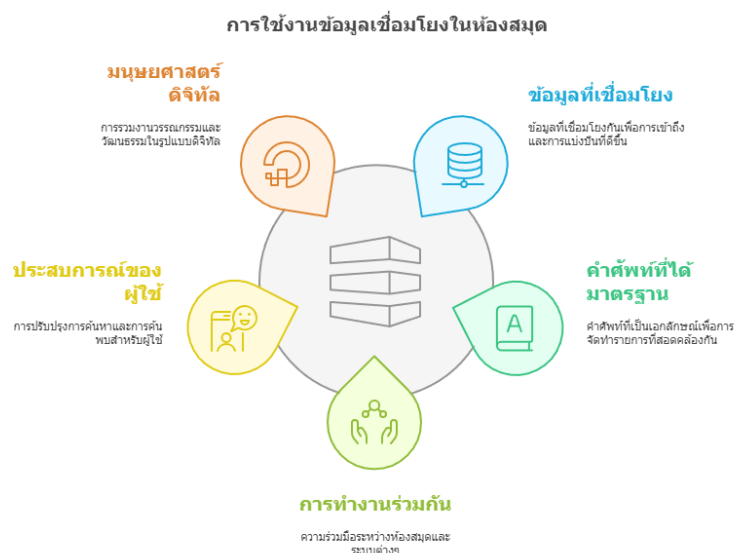 การใช้งานข้อมูลเชื่อมโยงในห้องสมุด
มนุษยศาสตร์
ดิจิทัล
การรวมงานวรรณกรรมและ
วัฒนธรรมในรูปแบบดิจิทัล
ข้อมูลที่เชื่อมโยง
ข้อมูลที่เชื่อมโยงกันเพื่อการเข้าถึง
และการแบ่งปันที่ดีขึ้น
ประสบการณ์ของ
ผู้ใช้
การปรับปรุงการค้นหาและการค้น
พบสำหรับผู้ใช้
คำศัพท์ที่ได้
มาตรฐาน
คำศัพท์ที่เป็นเอกลักษณ์เพื่อการ
จัดทำรายการที่สอดคล้องกัน
A
การทำงานร่วมกัน
ความร่วมมือระหว่างห้องสมุดและ
ระบบต่างๆ